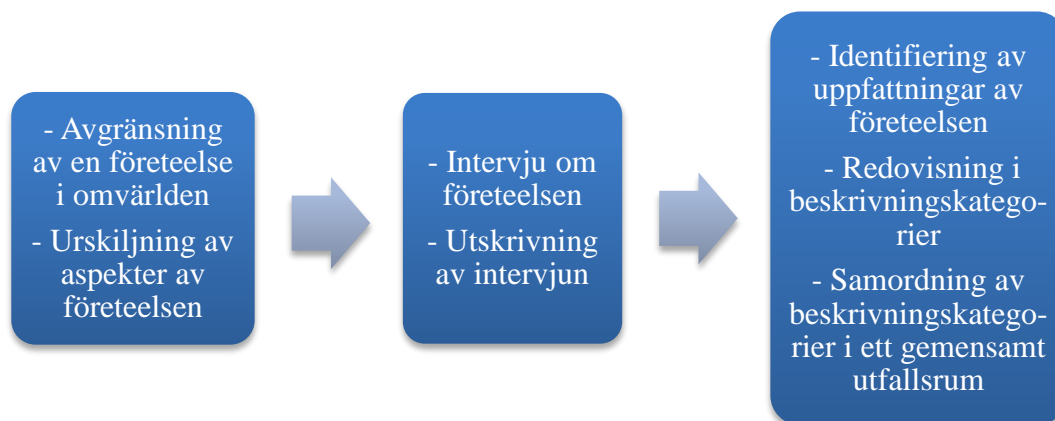 - Avgränsning
av en företeelse
i omvärlden
- Urskiljning av
aspekter av
företeelsen
- Intervju om
företeelsen
- Utskrivning
av intervjun
- Identifiering av
uppfattningar av
företeelsen
- Redovisning i
beskrivningskatego-
rier
- Samordning av
beskrivningskatego-
rier i ett gemensamt
utfallsrum